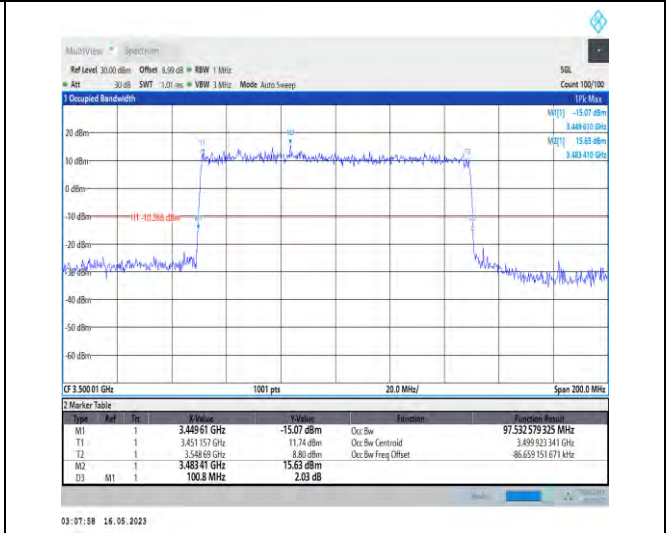 MultiView Spectrum
Ref Level 30.00 dBm Offset 8.99 dB RBW 1 MHz SGL
Att 30 dB SWT 1.01 ms VBW 3 MHz Mode Auto Sweep Count 100/100
1 Occupied Bandwidth 1Pk Max
M1[1] -15.07 dBm
3.449 610 GHz
M2[1] 15.63 dBm
3.483 410 GHz
20 dBm
M2
T1
T2
10 dBm
0 dBm
-10 dBm
H1 -10.366 dBm
-20 dBm
-30 dBm
-40 dBm
-50 dBm
-60 dBm
CF 3.500 01 GHz 1001 pts 20.0 MHz/ Span 200.0 MHz
2 Marker Table
Type Ref Trc X-Value Y-Value Function Function Result
M1 1 3.449 61 GHz -15.07 dBm Occ Bw 97.532 579 325 MHz
T1 1 3.451 157 GHz 11.74 dBm Occ Bw Centroid 3.499 923 341 GHz
T2 1 3.548 69 GHz 8.80 dBm Occ Bw Freq Offset -86.659 151 671 kHz
M2 1 3.483 41 GHz 15.63 dBm
D3 M1 1 100.8 MHz 2.03 dB
03:07:58 16.05.2023